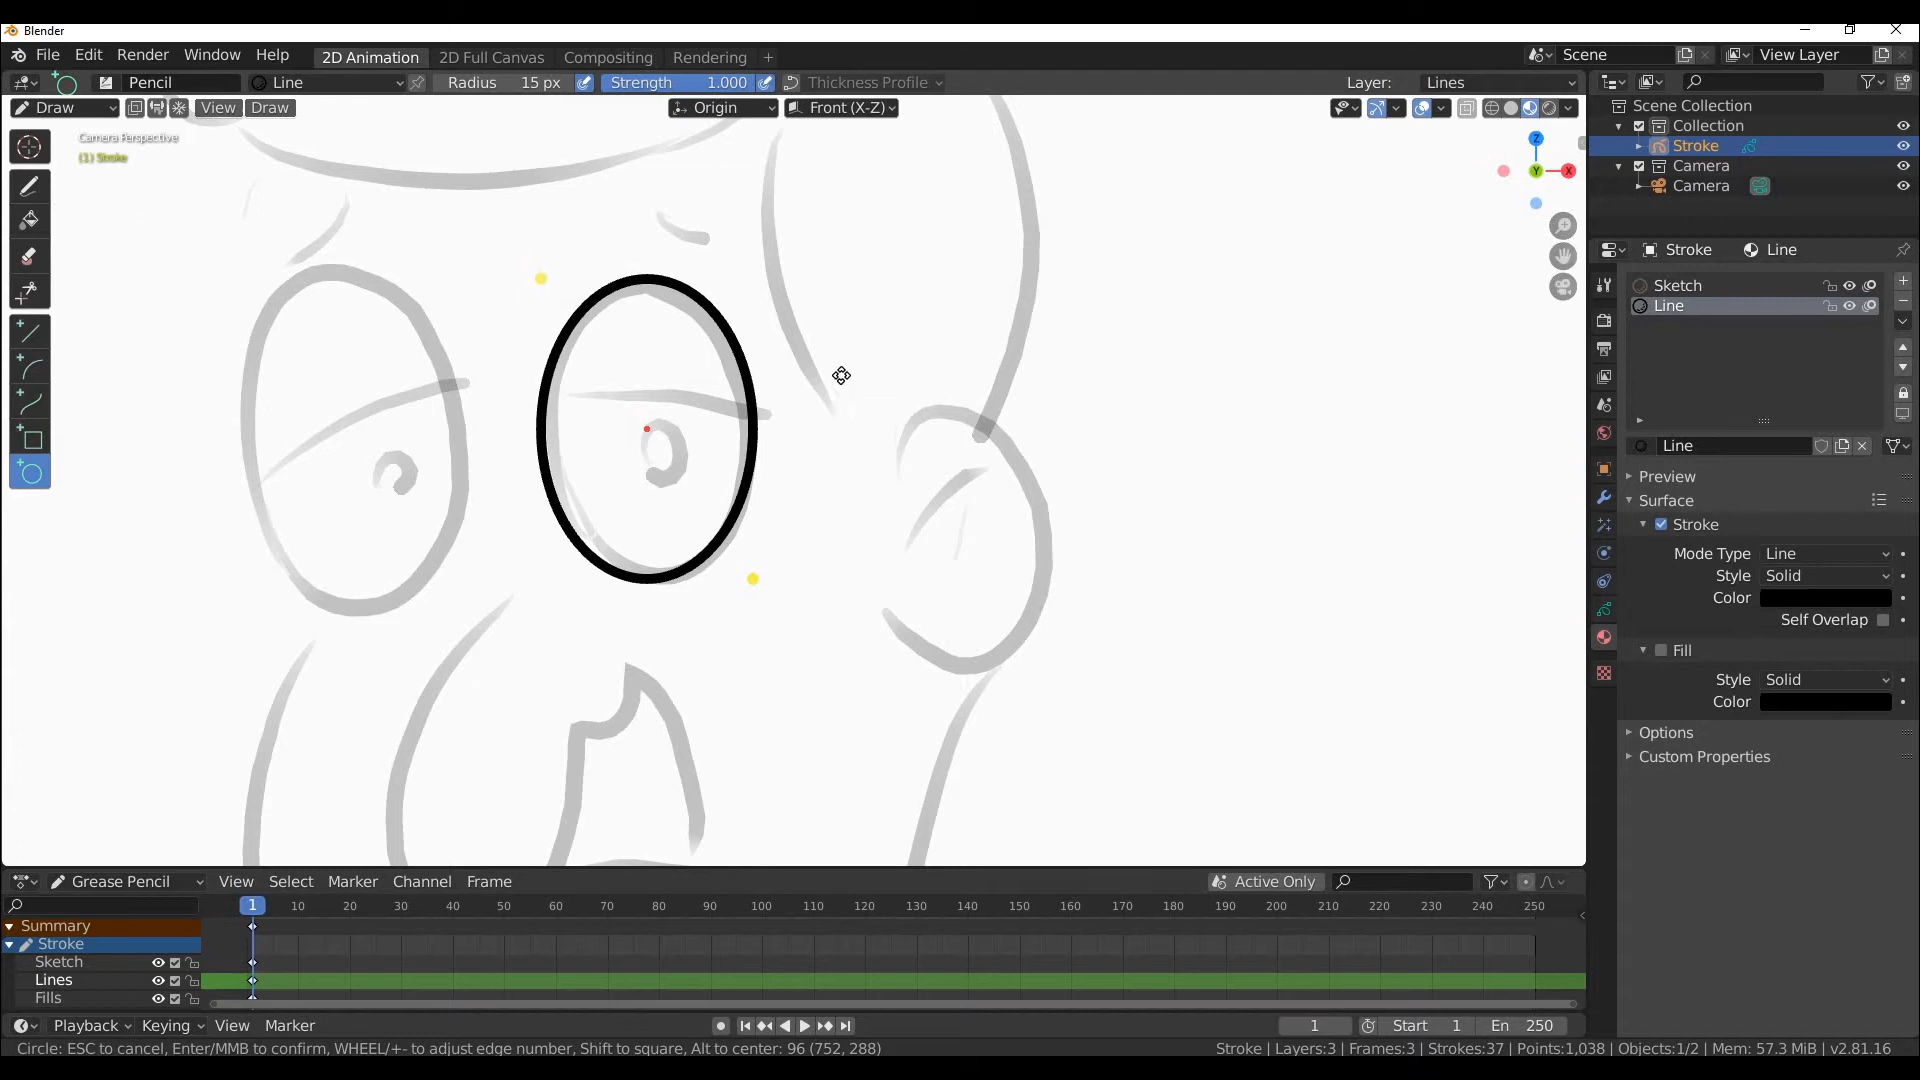 Blender
File Edit Render Window Help 2D Animation 2D Full Canvas Compositing Rendering + Scene View Layer
Pencil Line Radius 15 px Strength 1.000 Thickness Profile Layer: Lines
Draw View Draw Origin Front (X-Z)
Camera Perspective
(1) Stroke
Z
Y X
Scene Collection
Collection
Stroke
Camera
Camera
Stroke Line
Sketch
Line
Line
Preview
Surface
Stroke
Mode Type Line
Style Solid
Color
Self Overlap
Fill
Style Solid
Color
Options
Custom Properties
Grease Pencil View Select Marker Channel Frame Active Only
1 10 20 30 40 50 60 70 80 90 100 110 120 130 140 150 160 170 180 190 200 210 220 230 240 250
Summary
Stroke
Sketch
Lines
Fills
Playback Keying View Marker 1 Start 1 En 250
Circle: ESC to cancel, Enter/MMB to confirm, WHEEL/+- to adjust edge number, Shift to square, Alt to center: 96 (752, 288) Stroke | Layers:3 | Frames:3 | Strokes:37 | Points:1,038 | Objects:1/2 | Mem: 57.3 MiB | v2.81.16